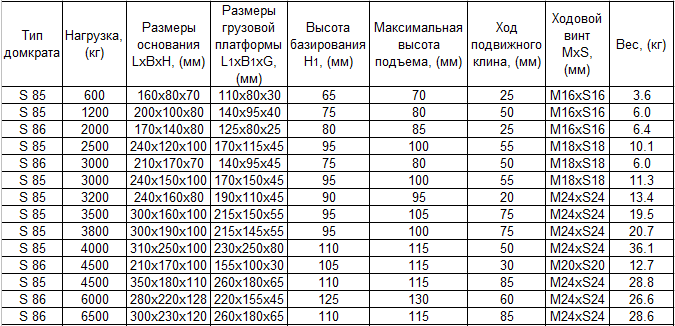 Тип домкрата | Нагрузка, (кг) | Размеры основания LxBxH, (мм) | Размеры грузовой платформы L1xB1xG, (мм) | Высота базирования H1, (мм) | Максимальная высота подъема, (мм) | Ход подвижного клина, (мм) | Ходовой винт MxS, (мм) | Вес, (кг)
S 85 | 600 | 160x80x70 | 110x80x30 | 65 | 70 | 25 | M16xS16 | 3.6
S 85 | 1200 | 200x100x80 | 140x95x40 | 75 | 80 | 50 | M16xS16 | 6.0
S 86 | 2000 | 170x140x80 | 125x80x25 | 80 | 85 | 25 | M16xS16 | 6.4
S 85 | 2500 | 240x120x100 | 170x115x45 | 95 | 100 | 55 | M18xS18 | 10.1
S 86 | 3000 | 210x170x70 | 140x95x45 | 75 | 80 | 50 | M18xS18 | 6.0
S 85 | 3000 | 240x150x100 | 170x150x45 | 95 | 100 | 55 | M18xS18 | 11.3
S 85 | 3200 | 240x160x80 | 190x110x45 | 90 | 95 | 20 | M24xS24 | 13.4
S 85 | 3500 | 300x160x100 | 215x150x55 | 95 | 105 | 75 | M24xS24 | 19.5
S 85 | 3800 | 300x190x100 | 215x145x55 | 95 | 100 | 75 | M24xS24 | 20.7
S 85 | 4000 | 310x250x100 | 230x250x80 | 110 | 115 | 50 | M24xS24 | 36.1
S 86 | 4500 | 210x170x100 | 155x100x30 | 105 | 115 | 30 | M20xS20 | 12.7
S 85 | 4500 | 350x180x110 | 260x180x65 | 110 | 115 | 85 | M24xS24 | 28.8
S 86 | 6000 | 280x220x128 | 220x155x45 | 125 | 130 | 60 | M24xS24 | 26.6
S 86 | 6500 | 300x230x120 | 260x180x65 | 110 | 115 | 85 | M24xS24 | 28.6